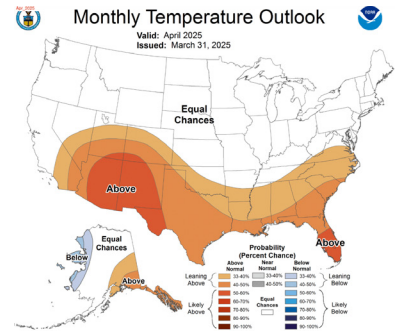 Apr. 2025
Monthly Temperature Outlook
noaa
Valid: April 2025
Issued: March 31, 2025
Equal
Chances
Above
Above
Equal
Chances
Below
Above
Probability
(Percent Chance)
Above
Normal
Near
Normal
Below
Normal
Leaning
Above
33-40%
40-50%
33-40%
40-50%
33-40%
40-50%
Leaning
Below
Likely
Above
50-60%
60-70%
70-80%
80-90%
90-100%
Equal
Chances
50-60%
60-70%
70-80%
80-90%
90-100%
Likely
Below